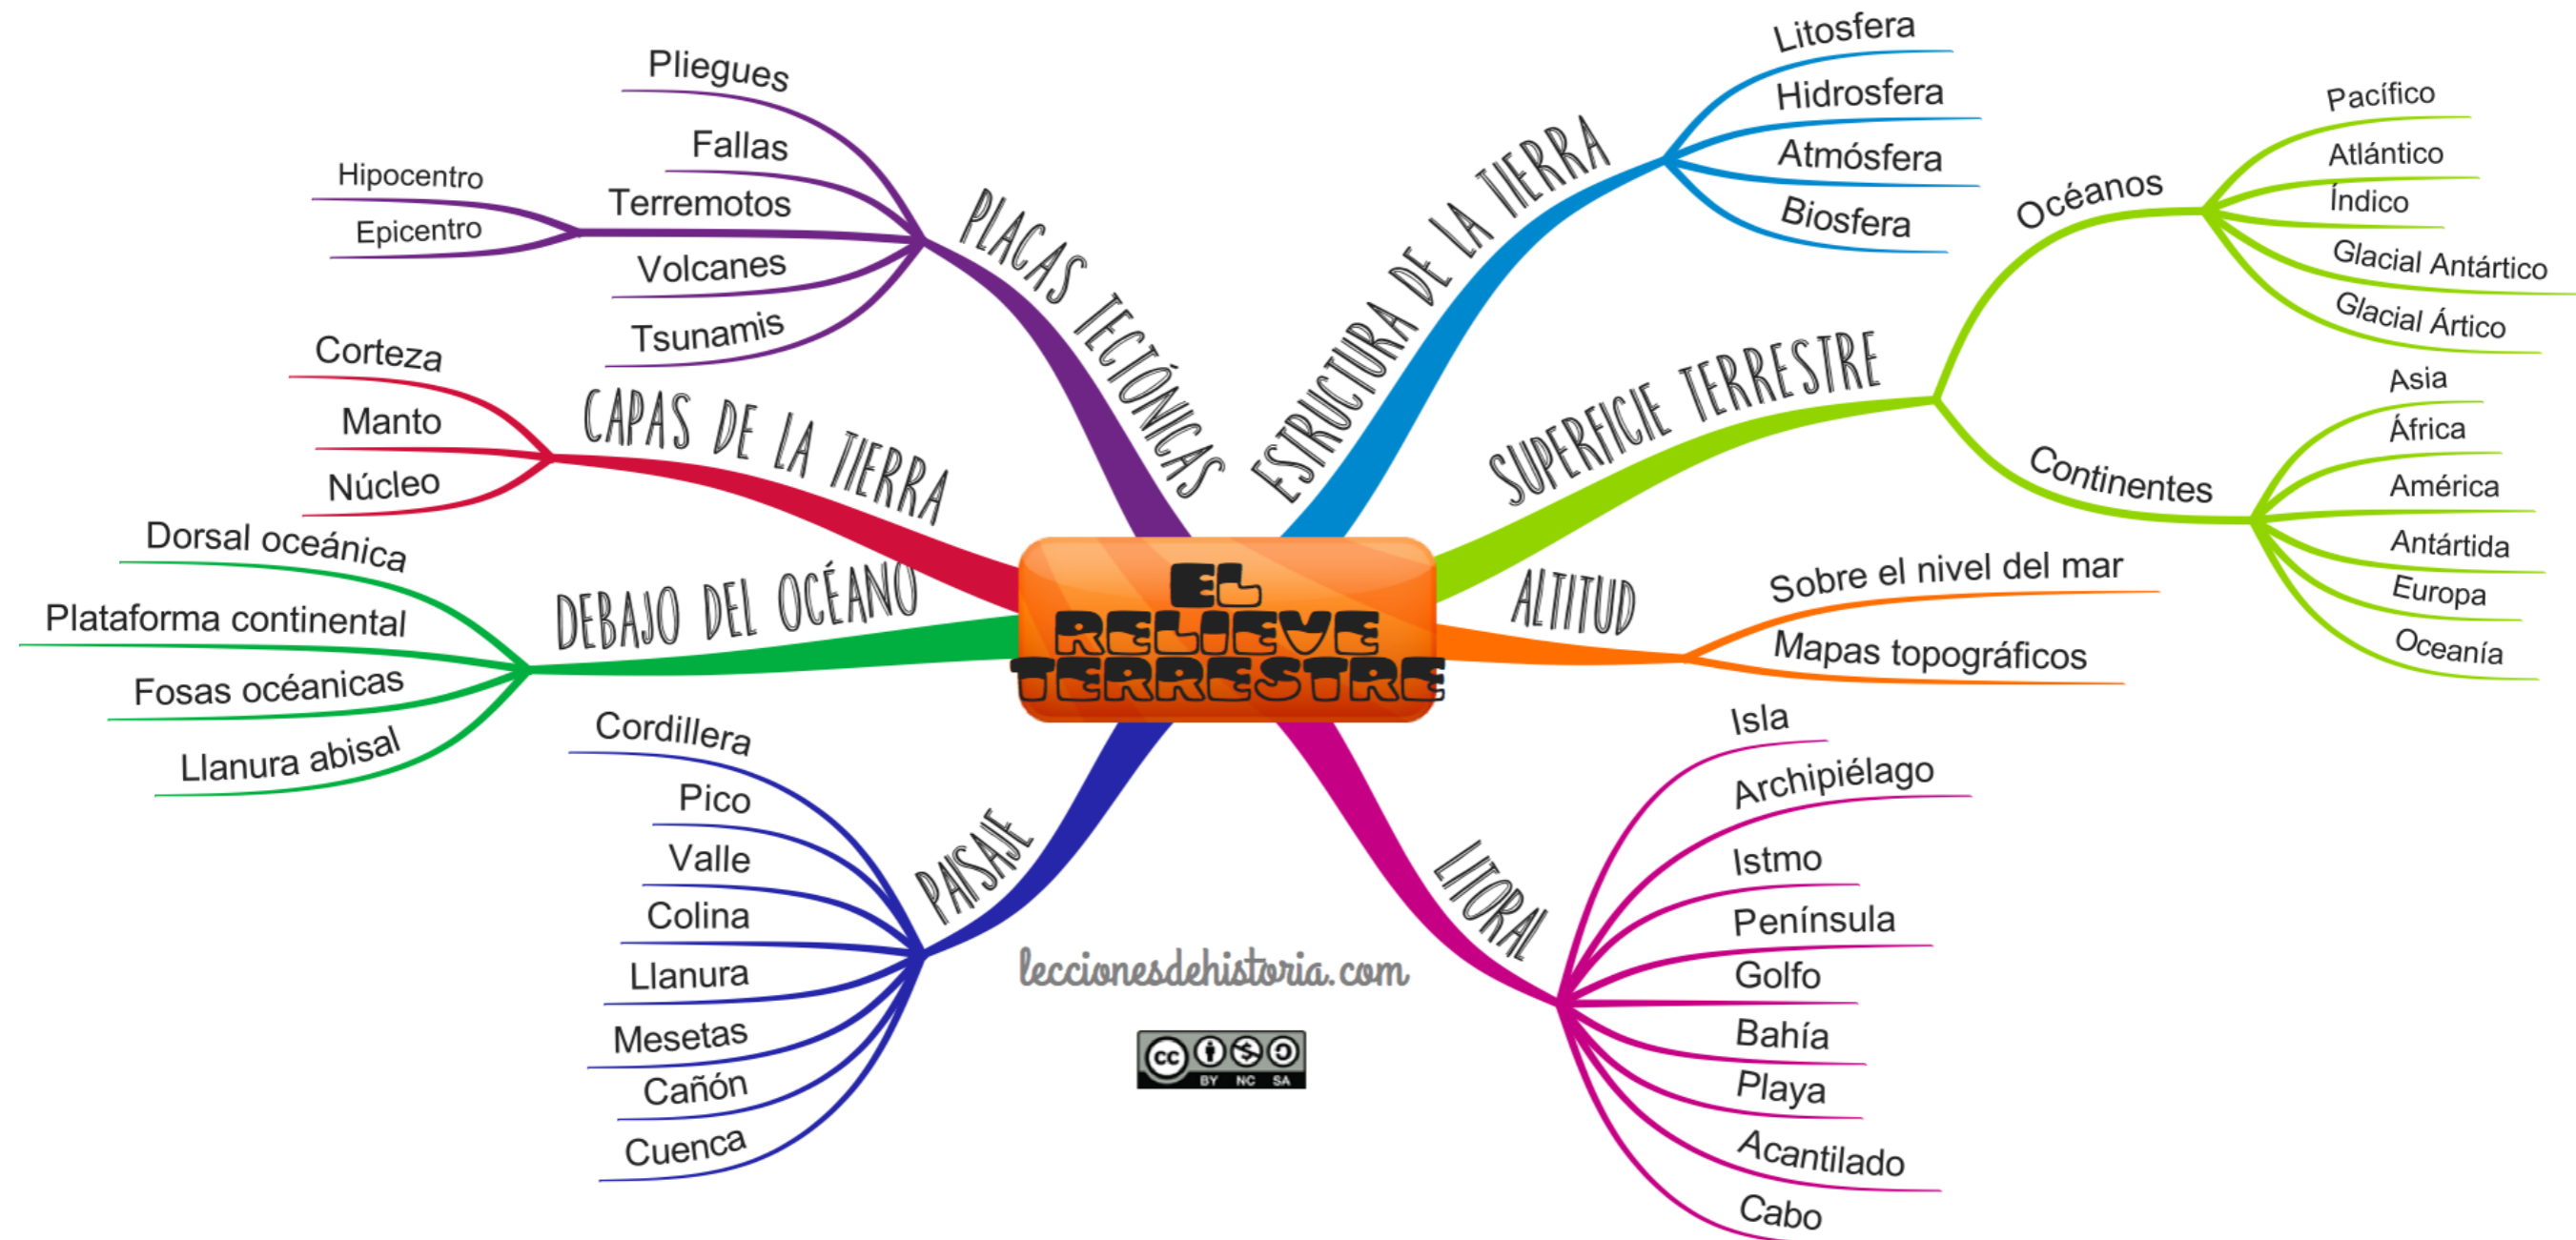 EL
RELIEVE
TERRESTRE
ESTRUCTURA DE LA TIERRA
Litosfera
Hidrosfera
Atmósfera
Biosfera
SUPERFICIE TERRESTRE
Océanos
Pacífico
Atlántico
Índico
Glacial Antártico
Glacial Ártico
Continentes
Asia
África
América
Antártida
Europa
Oceanía
ALTITUD
Sobre el nivel del mar
Mapas topográficos
LITORAL
Isla
Archipiélago
Istmo
Península
Golfo
Bahía
Playa
Acantilado
Cabo
PLACAS TECTÓNICAS
Pliegues
Fallas
Terremotos
Hipocentro
Epicentro
Volcanes
Tsunamis
CAPAS DE LA TIERRA
Corteza
Manto
Núcleo
DEBAJO DEL OCÉANO
Dorsal oceánica
Plataforma continental
Fosas océanicas
Llanura abisal
PAISAJE
Cordillera
Pico
Valle
Colina
Llanura
Mesetas
Cañón
Cuenca
leccionesdehistoria.com
cc
BY NC SA